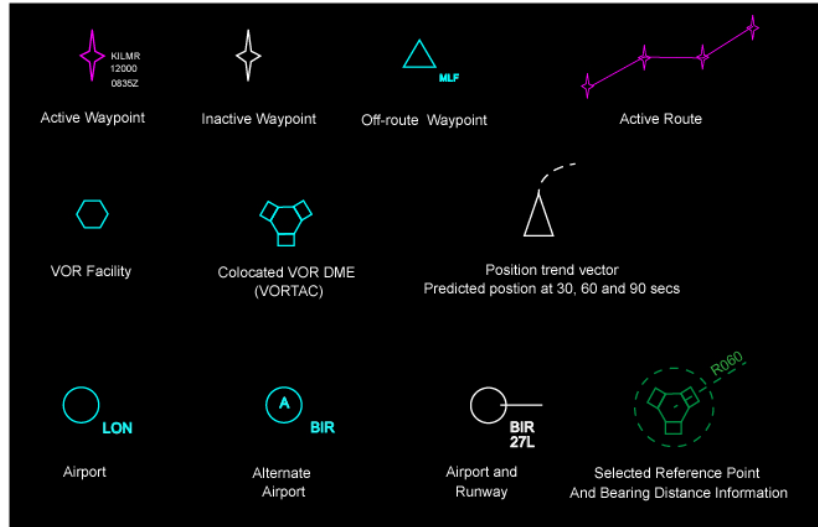 KILMR
12000
0835Z
MLF
Active Waypoint
Inactive Waypoint
Off-route Waypoint
Active Route
VOR Facility
Colocated VOR DME
(VORTAC)
Position trend vector
Predicted postion at 30, 60 and 90 secs
LON
A
BIR
BIR
27L
R060
Airport
Alternate
Airport
Airport and
Runway
Selected Reference Point
And Bearing Distance Information